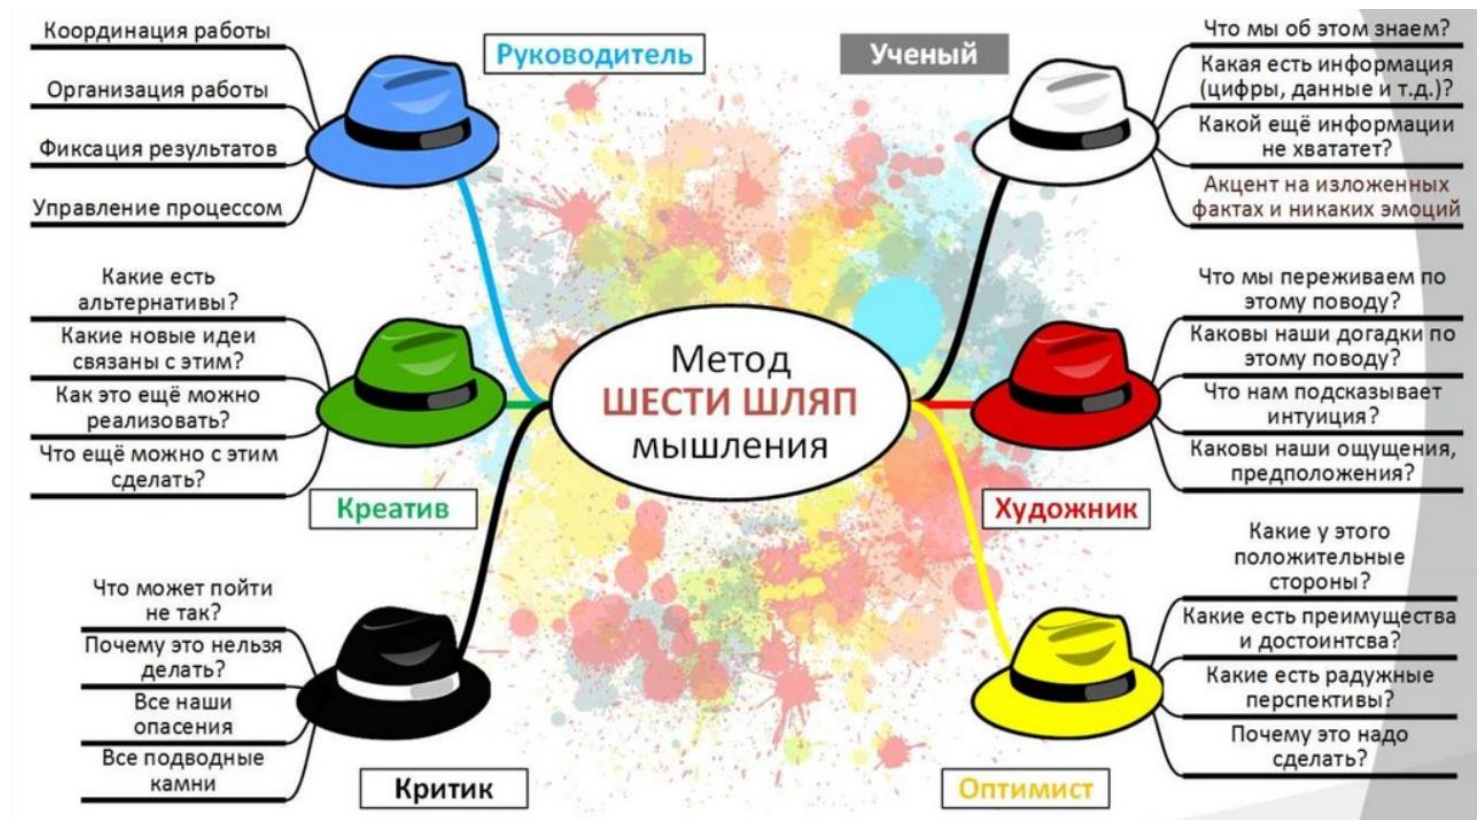 Координация работы
Организация работы
Фиксация результатов
Управление процессом
Руководитель
Ученый
Что мы об этом знаем?
Какая есть информация
(цифры, данные и т.д.)?
Какой ещё информации
не хвататет?
Акцент на изложенных
фактах и никаких эмоций
Какие есть
альтернативы?
Какие новые идеи
связаны с этим?
Как это ещё можно
реализовать?
Что ещё можно с этим
сделать?
Креатив
Метод
ШЕСТИ ШЛЯП
мышления
Что мы переживаем по
этому поводу?
Каковы наши догадки по
этому поводу?
Что нам подсказывает
интуиция?
Каковы наши ощущения,
предположения?
Художник
Что может пойти
не так?
Почему это нельзя
делать?
Все наши
опасения
Все подводные
камни
Критик
Какие у этого
положительные
стороны?
Какие есть преимущества
и достоинтсва?
Какие есть радужные
перспективы?
Почему это надо
сделать?
Оптимист